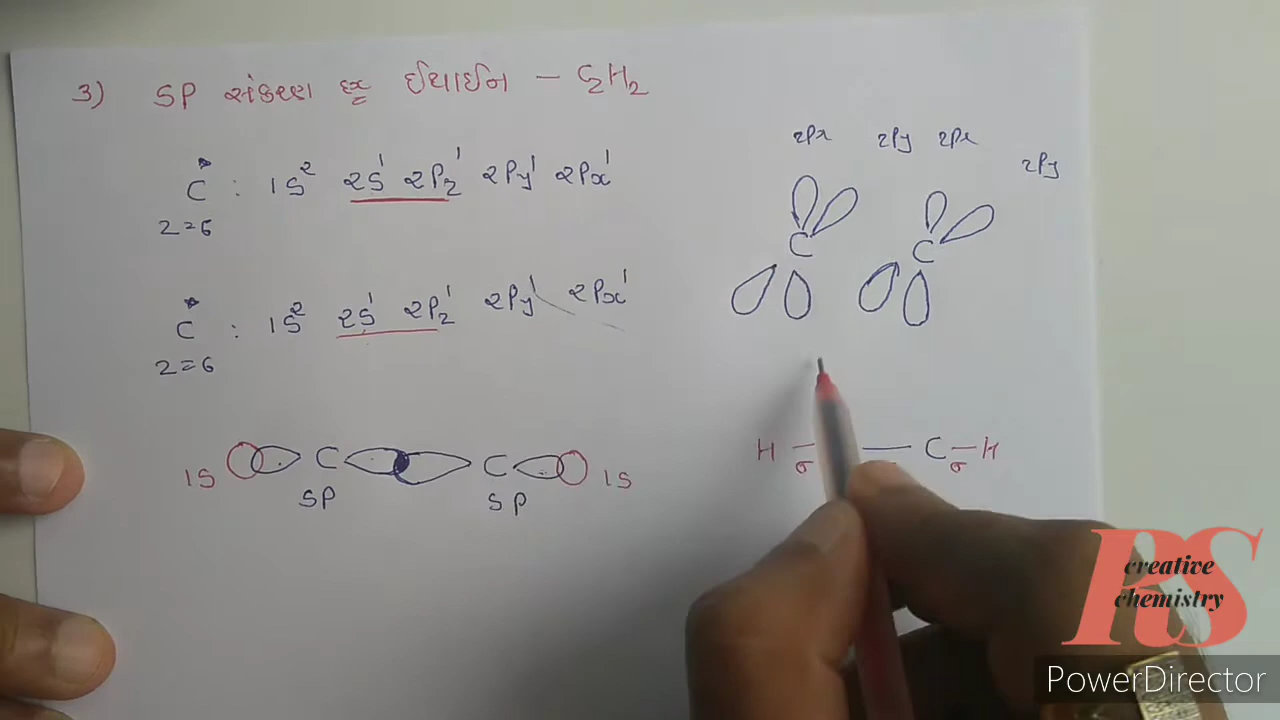 3) SP સંકરણ દા.ત ઈથાઈન – C2H2
C* : 1S² 2S¹ 2Pz¹ 2Py¹ 2Px¹
Z=6
C* : 1S² 2S¹ 2Pz¹ 2Py¹ 2Px¹
Z=6
1S C C 1S
SP SP
2Px 2Py 2Px 2Py
C C
H – – C – H
σ σ
RS
creative
chemistry
PowerDirector